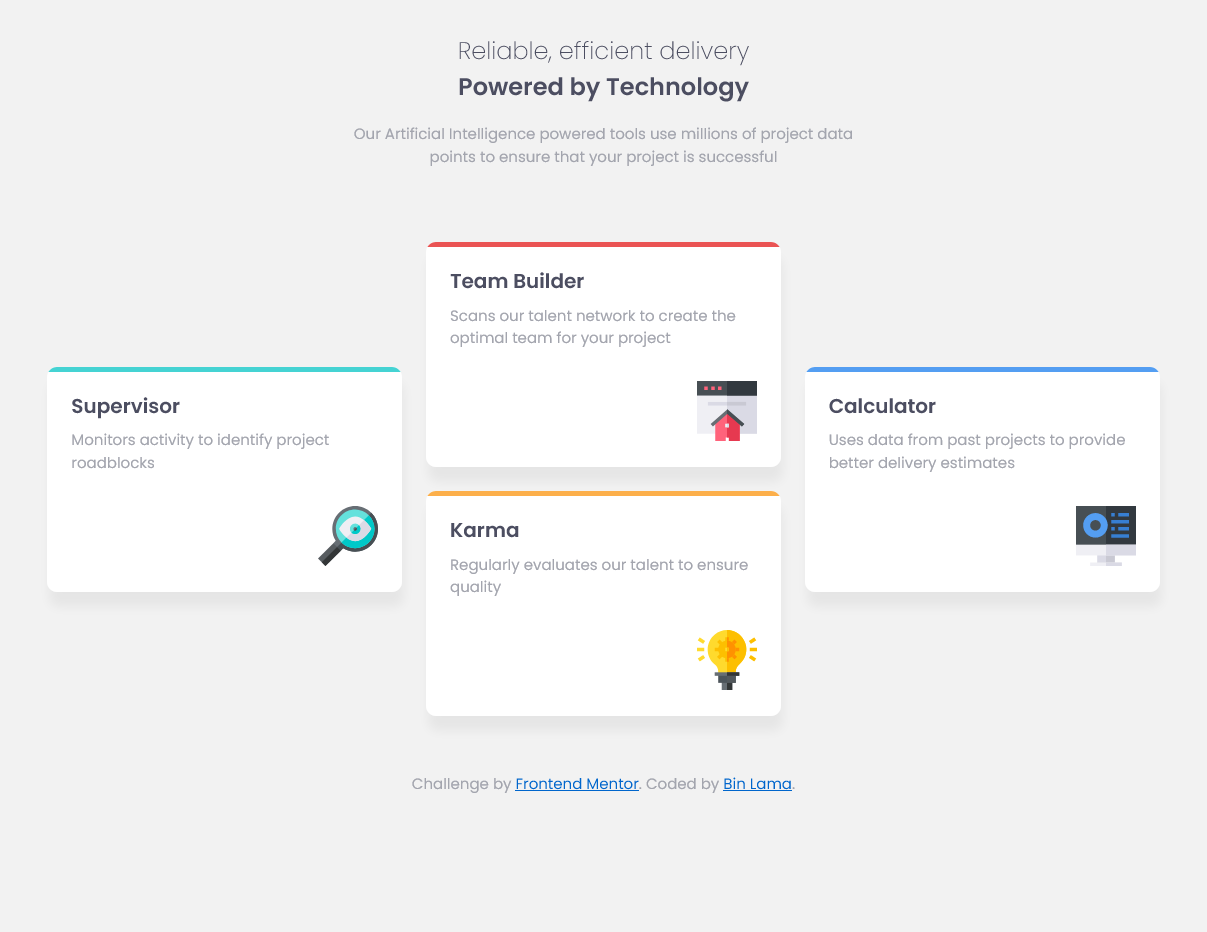 Reliable, efficient delivery
Powered by Technology
Our Artificial Intelligence powered tools use millions of project data
points to ensure that your project is successful
Supervisor
Monitors activity to identify project
roadblocks
Team Builder
Scans our talent network to create the
optimal team for your project
Karma
Regularly evaluates our talent to ensure
quality
Calculator
Uses data from past projects to provide
better delivery estimates
Challenge by Frontend Mentor. Coded by Bin Lama.